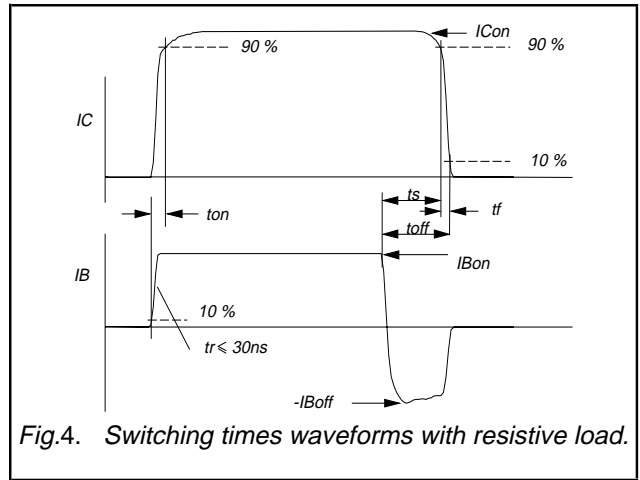 ICon
90 %
90 %
IC
10 %
ts
ton
tf
toff
IB
IBon
10 %
tr ⩽ 30ns
-IBoff
Fig.4. Switching times waveforms with resistive load.